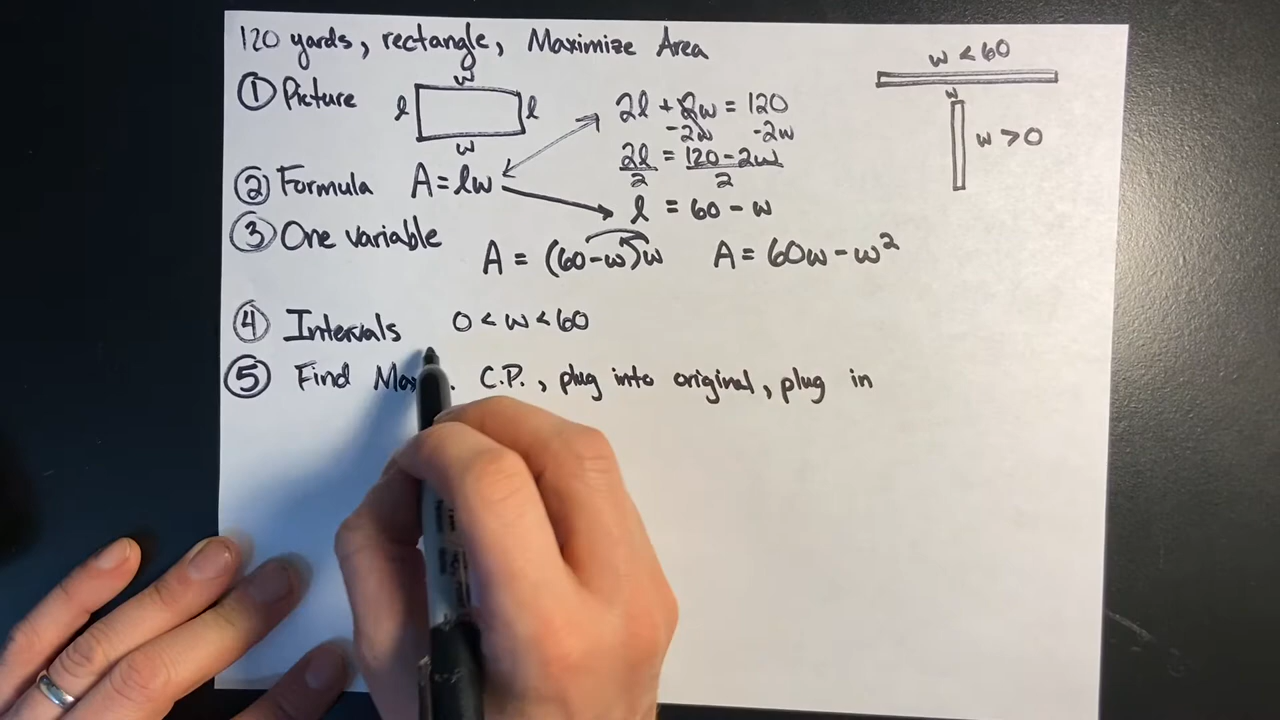 120 yards, rectangle, Maximize Area
w < 60
① Picture
w
l l
w
2l + 2w = 120
-2w -2w
2l = 120 - 2w
2 2
l = 60 - w
w
w > 0
② Formula A = lw
③ One variable
A = (60-w)w A = 60w - w²
④ Intervals 0 < w < 60
⑤ Find C.P., plug into original, plug in